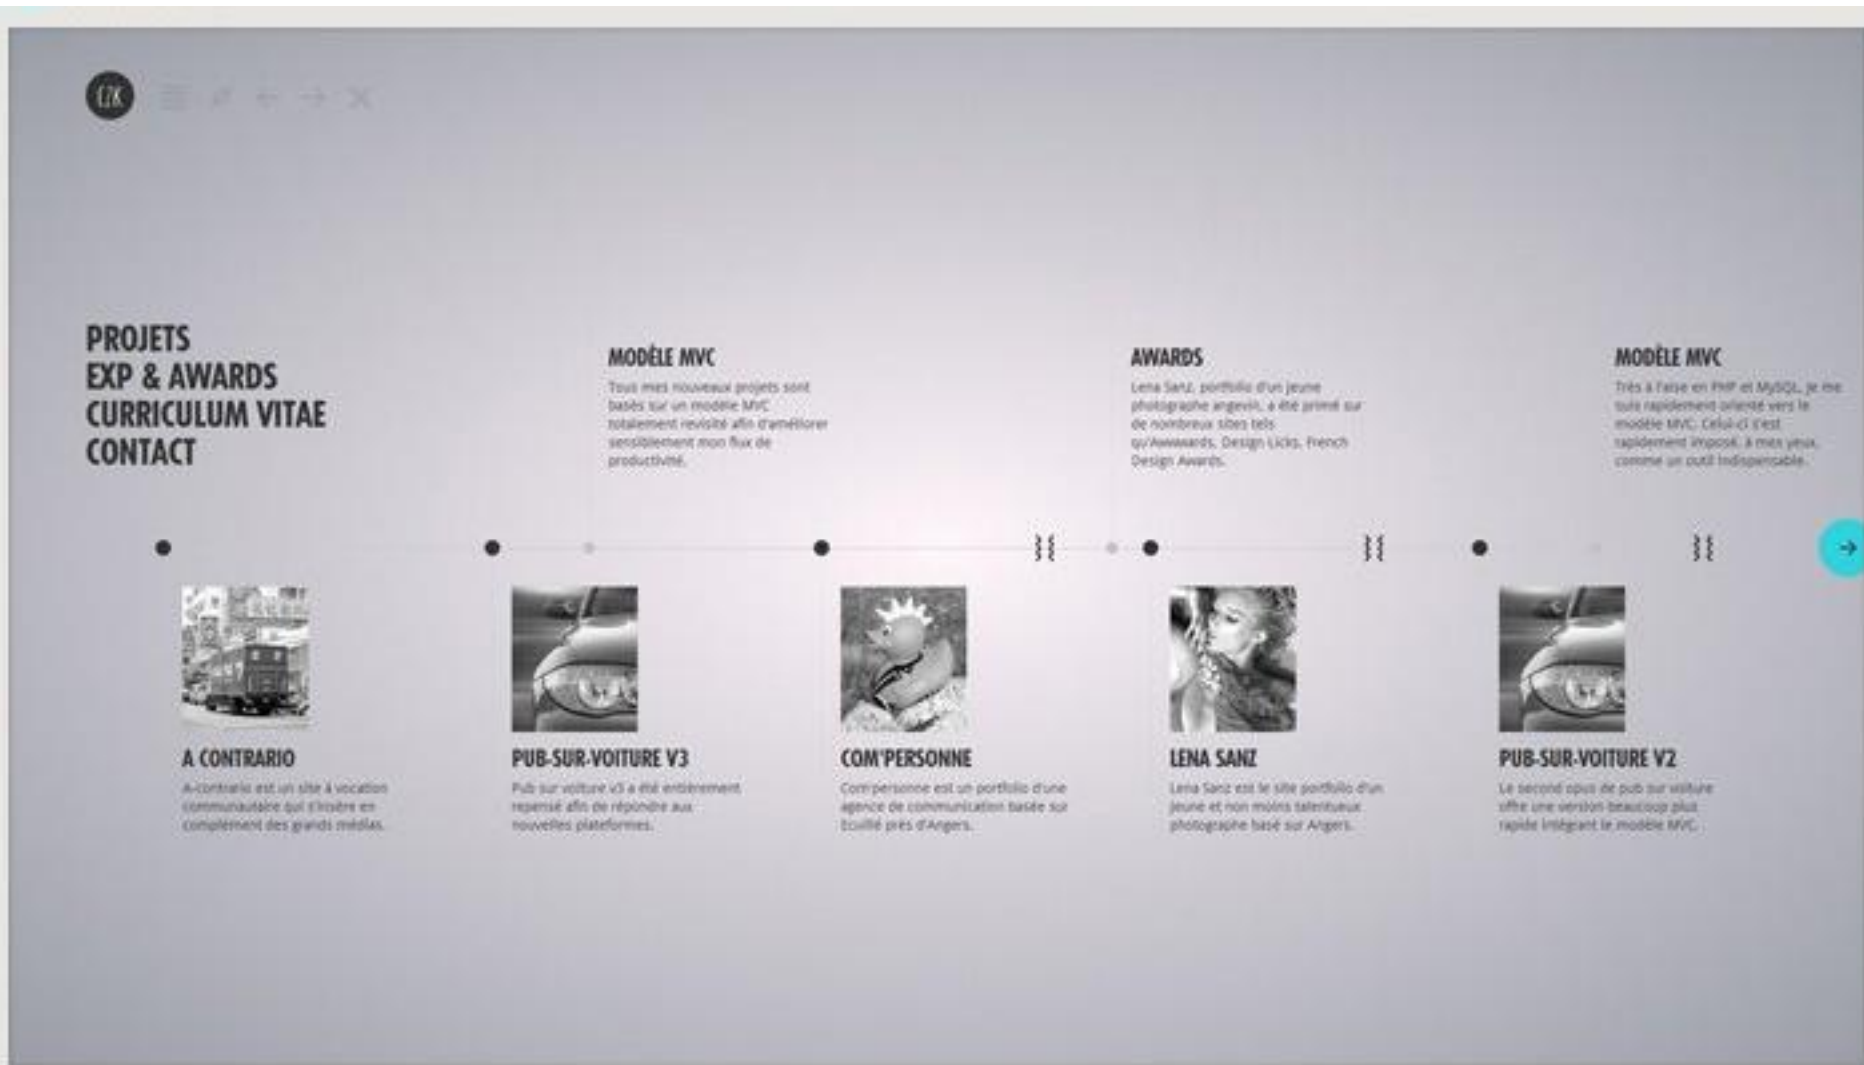 EZK
PROJETS
EXP & AWARDS
CURRICULUM VITAE
CONTACT
MODÈLE MVC
Tous mes nouveaux projets sont
basés sur un modèle MVC
totalement revisité afin d'améliorer
sensiblement mon flux de
productivité.
AWARDS
Lena Sanz, portfolio d'un jeune
photographe angevin, a été primé sur
de nombreux sites tels
qu'Awwwards, Design Licks, French
Design Awards.
MODÈLE MVC
Très à l'aise en PHP et MySQL, je me
suis rapidement orienté vers le
modèle MVC. Celui-ci s'est
rapidement imposé, à mes yeux,
comme un outil indispensable.
A CONTRARIO
A-contrario est un site à vocation
communautaire qui s'insère en
complément des grands médias.
PUB-SUR-VOITURE V3
Pub sur voiture v3 a été entièrement
repensé afin de répondre aux
nouvelles plateformes.
COM'PERSONNE
Com'personne est un portfolio d'une
agence de communication basée sur
Ecuillé près d'Angers.
LENA SANZ
Lena Sanz est le site portfolio d'un
jeune et non moins talentueux
photographe basé sur Angers.
PUB-SUR-VOITURE V2
Le second opus de pub sur voiture
offre une version beaucoup plus
rapide intégrant le modèle MVC.